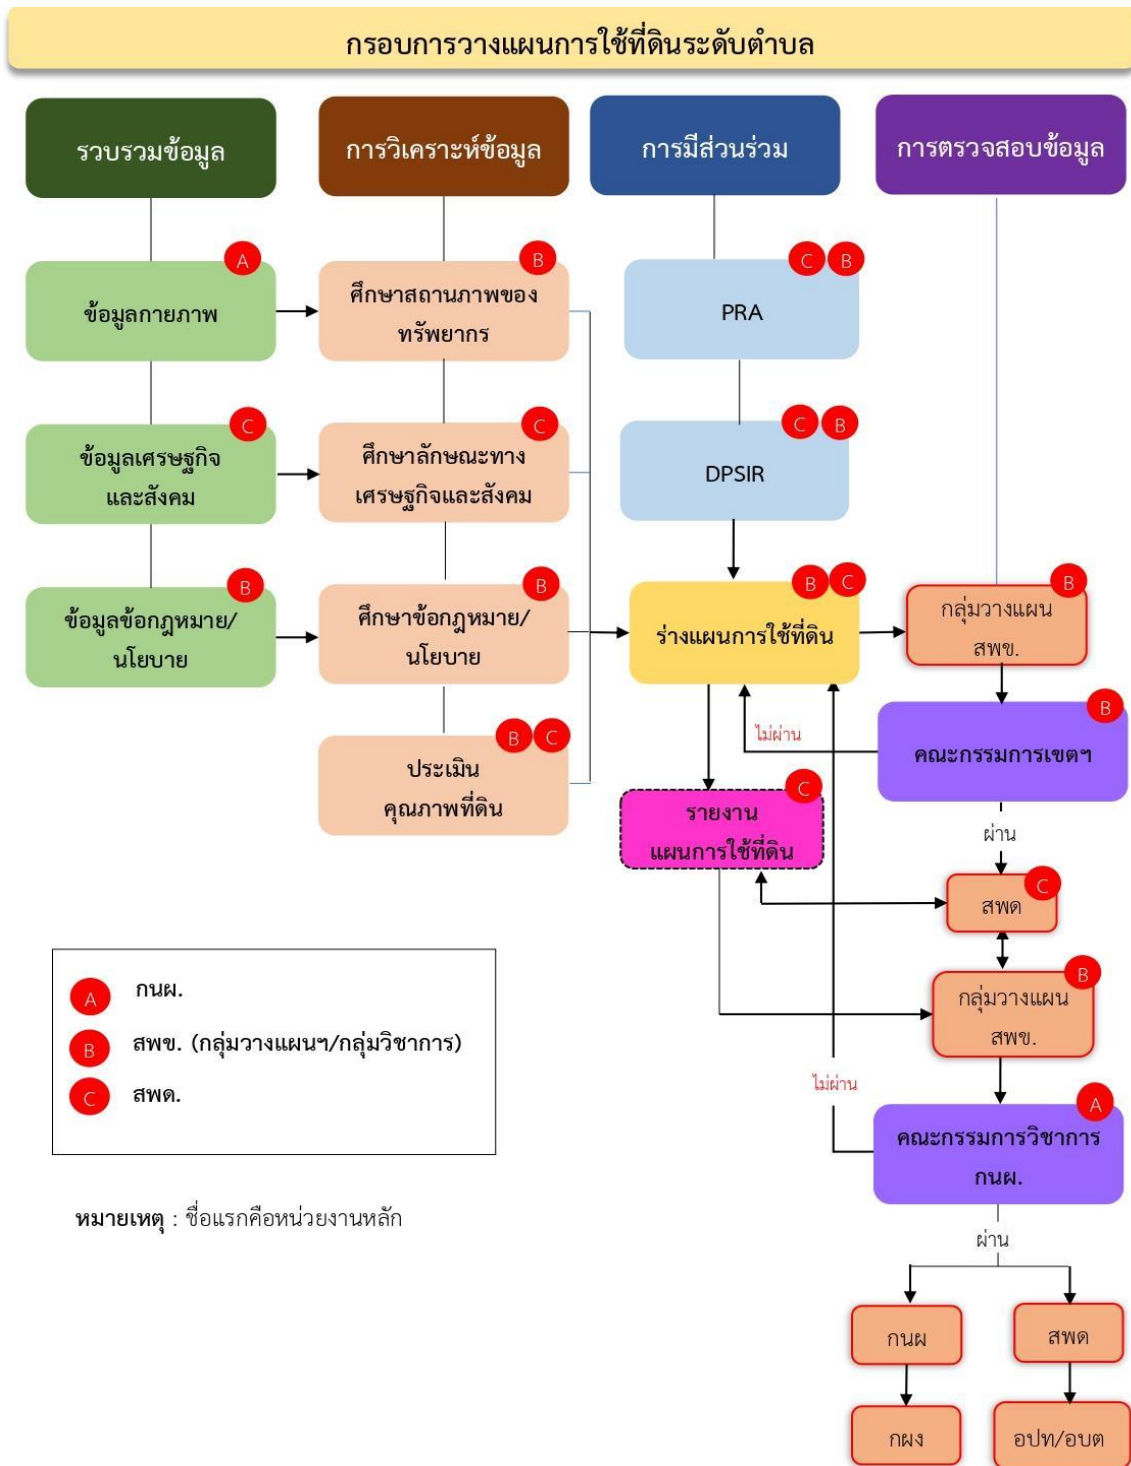 กรอบการวางแผนการใช้ที่ดินระดับตำบล
รวบรวมข้อมูล
การวิเคราะห์ข้อมูล
การมีส่วนร่วม
การตรวจสอบข้อมูล
A
ข้อมูลกายภาพ
B
ศึกษาสถานภาพของ
ทรัพยากร
C B
PRA
C
ข้อมูลเศรษฐกิจ
และสังคม
C
ศึกษาลักษณะทาง
เศรษฐกิจและสังคม
C B
DPSIR
B
ข้อมูลข้อกฎหมาย/
นโยบาย
B
ศึกษาข้อกฎหมาย/
นโยบาย
B C
ร่างแผนการใช้ที่ดิน
B
กลุ่มวางแผน
สพข.
B C
ประเมิน
คุณภาพที่ดิน
ไม่ผ่าน
B
คณะกรรมการเขตฯ
C
รายงาน
แผนการใช้ที่ดิน
ผ่าน
C
สพด
B
กลุ่มวางแผน
สพข.
A กนผ.
B สพข. (กลุ่มวางแผนฯ/กลุ่มวิชาการ)
C สพด.
ไม่ผ่าน
A
คณะกรรมการวิชาการ
กนผ.
หมายเหตุ : ชื่อแรกคือหน่วยงานหลัก
ผ่าน
กนผ
สพด
กผง
อปท/อบต